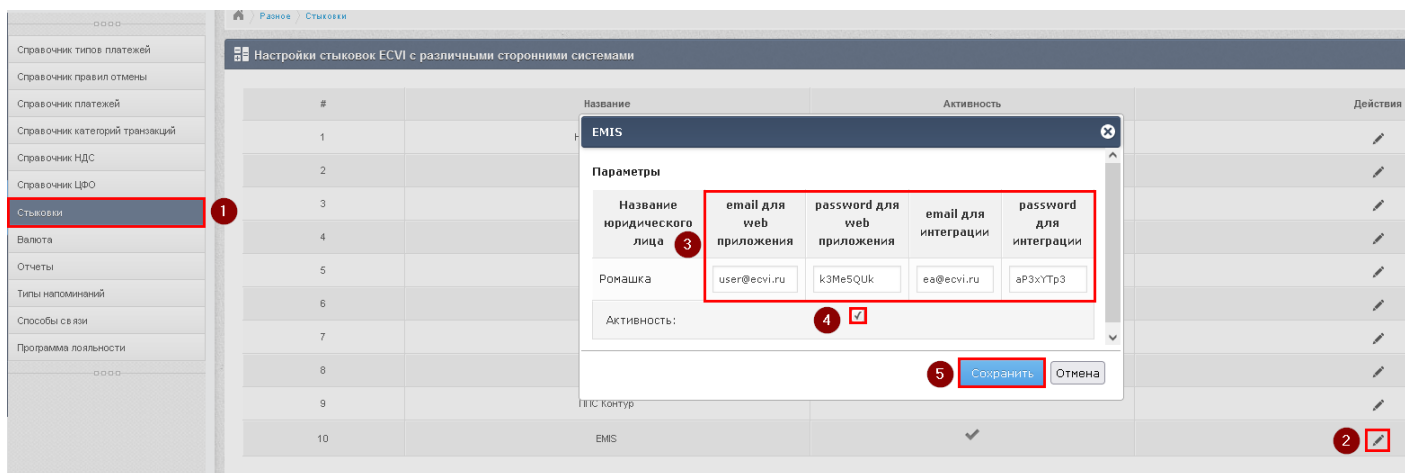 Разное Стыковки
Справочник типов платежей
Справочник правил отмены
Справочник платежей
Справочник категорий транзакций
Справочник НДС
Справочник ЦФО
Стыковки
1
Валюта
Отчеты
Типы напоминаний
Способы связи
Программа лояльности
Настройки стыковок ECVI с различными сторонними системами
# Название Активность Действия
1 Н
2
3
4
5
6
7
8
9 ППС Контур
10 EMIS 2
EMIS
Параметры
Название юридического лица 3
email для web приложения
password для web приложения
email для интеграции
password для интеграции
Ромашка user@ecvi.ru k3Me5QUk ea@ecvi.ru aP3xYTp3
Активность: 4
5 Сохранить Отмена